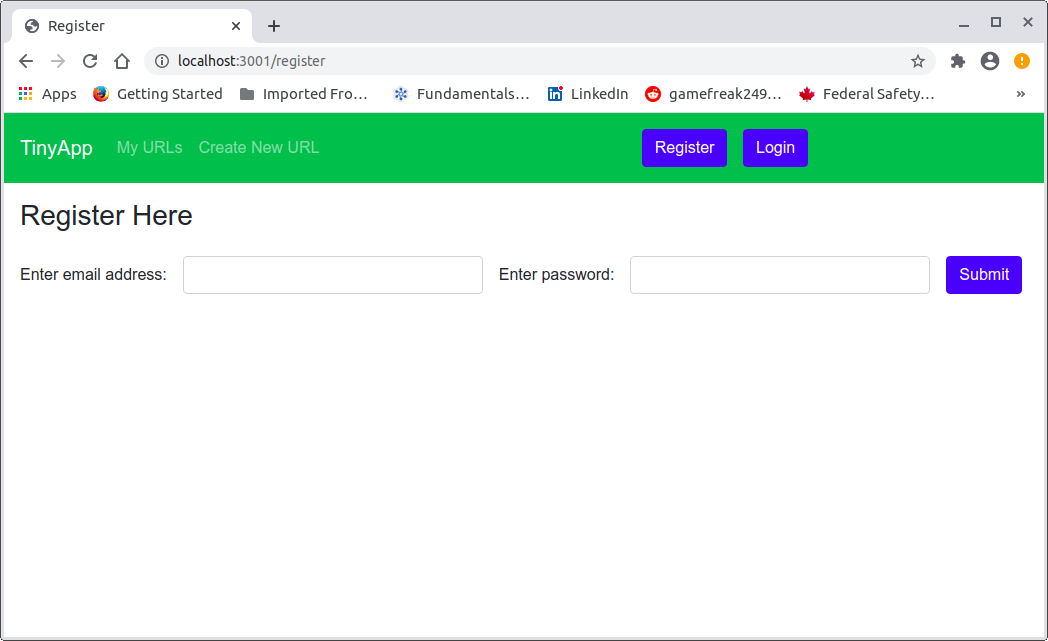 Register
localhost:3001/register
Apps Getting Started Imported Fro... Fundamentals... LinkedIn gamefreak249... Federal Safety... »
TinyApp My URLs Create New URL Register Login
Register Here
Enter email address: Enter password: Submit